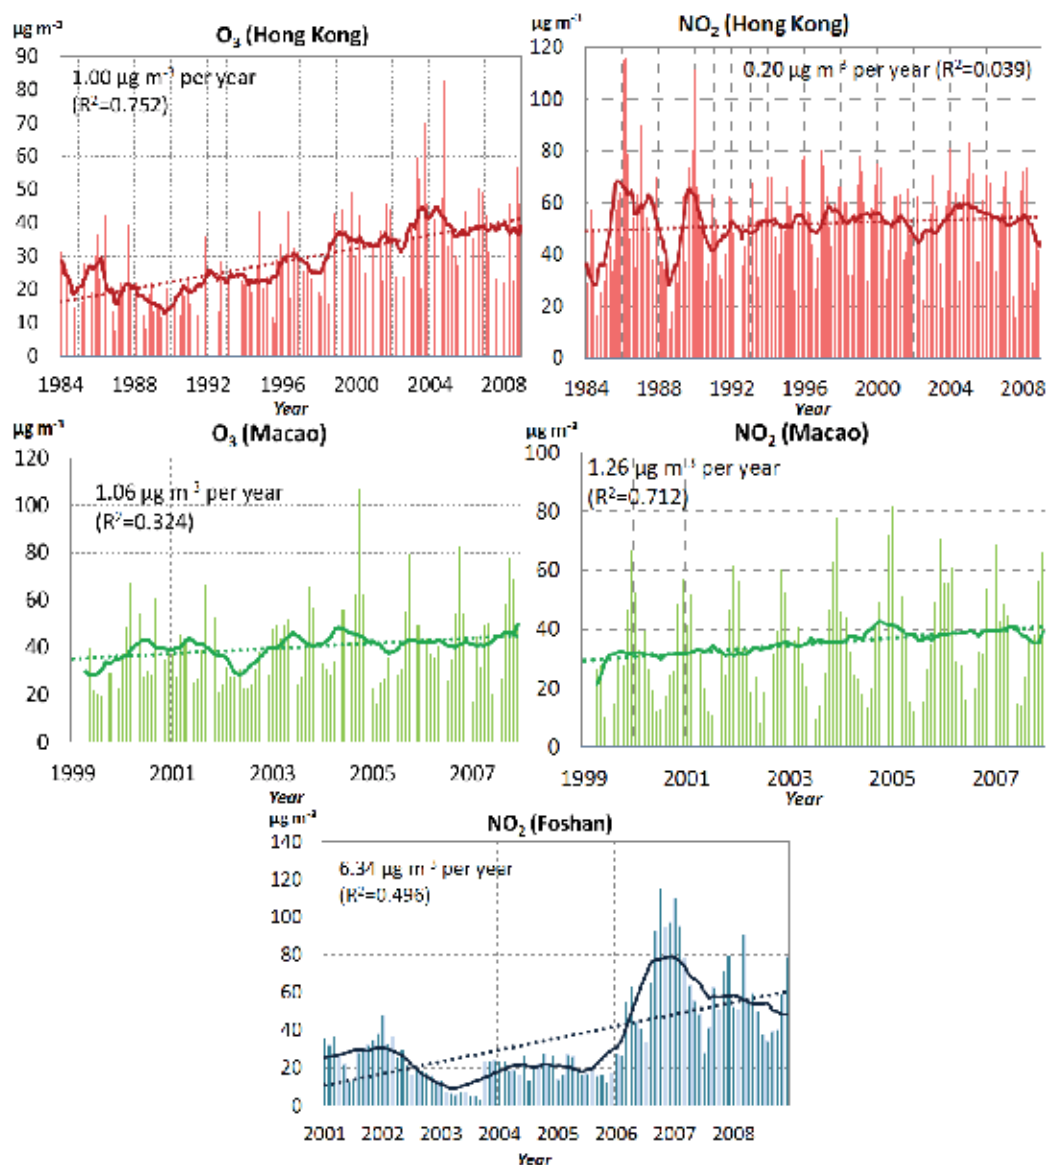 µg m⁻³
O₃ (Hong Kong)
90
80
70
60
50
40
30
20
10
0
1.00 µg m⁻³ per year
(R²=0.752)
1984 1988 1992 1996 2000 2004 2008
Year
µg m⁻³
NO₂ (Hong Kong)
120
100
80
60
40
20
0
0.20 µg m⁻³ per year (R²=0.039)
1984 1988 1992 1996 2000 2004 2008
Year
µg m⁻³
O₃ (Macao)
120
100
80
60
40
20
0
1.06 µg m⁻³ per year
(R²=0.324)
1999 2001 2003 2005 2007
Year
µg m⁻³
NO₂ (Macao)
100
80
60
40
20
0
1.26 µg m⁻³ per year
(R²=0.712)
1999 2001 2003 2005 2007
Year
µg m⁻³
NO₂ (Foshan)
140
120
100
80
60
40
20
0
6.34 µg m⁻³ per year
(R²=0.496)
2001 2002 2003 2004 2005 2006 2007 2008
Year